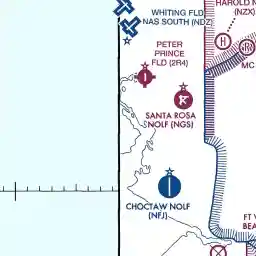 WHITING FLD
NAS SOUTH (NDZ)
HAROLD N
(NZX)
PETER
PRINCE
FLD (2R4)
MC
SANTA ROSA
NOLF (NGS)
CHOCTAW NOLF
(NFJ)
FT W
BEA